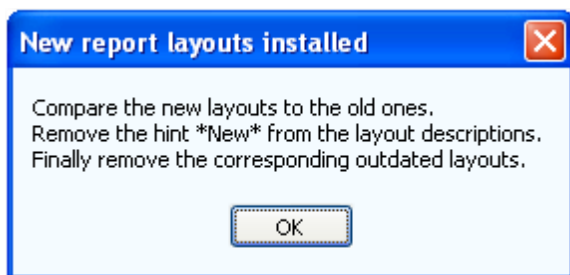 New report layouts installed
Compare the new layouts to the old ones.
Remove the hint *New* from the layout descriptions.
Finally remove the corresponding outdated layouts.
OK